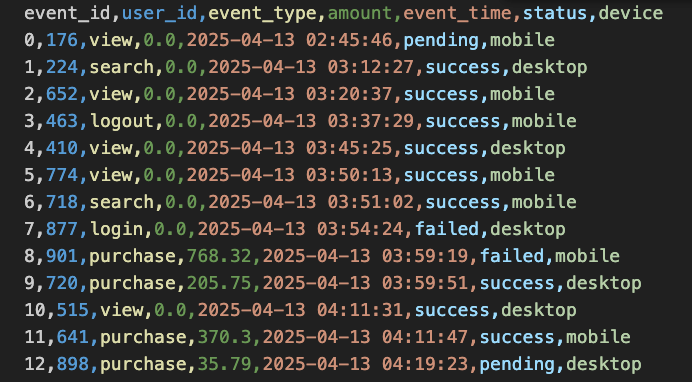 event_id,user_id,event_type,amount,event_time,status,device
0,176,view,0.0,2025-04-13 02:45:46,pending,mobile
1,224,search,0.0,2025-04-13 03:12:27,success,desktop
2,652,view,0.0,2025-04-13 03:20:37,success,mobile
3,463,logout,0.0,2025-04-13 03:37:29,success,mobile
4,410,view,0.0,2025-04-13 03:45:25,success,desktop
5,774,view,0.0,2025-04-13 03:50:13,success,mobile
6,718,search,0.0,2025-04-13 03:51:02,success,mobile
7,877,login,0.0,2025-04-13 03:54:24,failed,desktop
8,901,purchase,768.32,2025-04-13 03:59:19,failed,mobile
9,720,purchase,205.75,2025-04-13 03:59:51,success,desktop
10,515,view,0.0,2025-04-13 04:11:31,success,desktop
11,641,purchase,370.3,2025-04-13 04:11:47,success,mobile
12,898,purchase,35.79,2025-04-13 04:19:23,pending,desktop